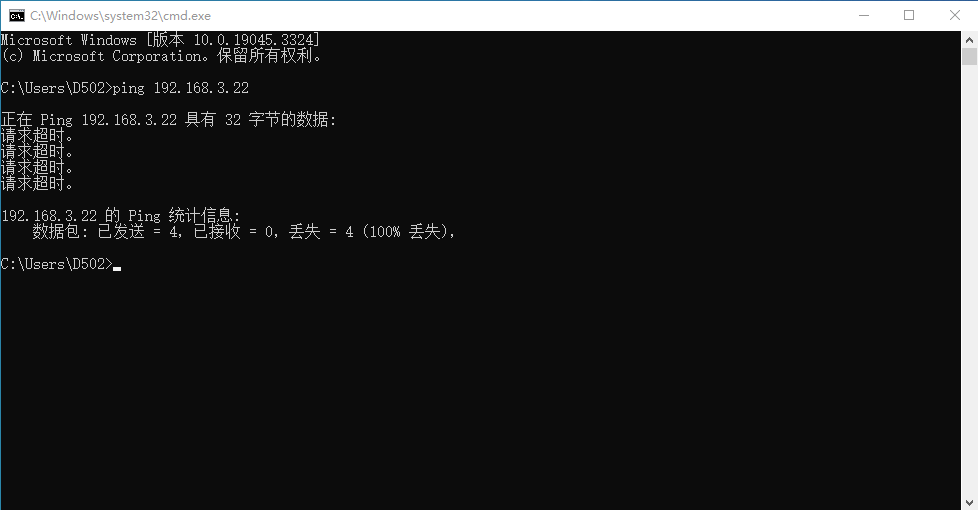 C:\Windows\system32\cmd.exe
Microsoft Windows [版本 10.0.19045.3324]
(c) Microsoft Corporation。保留所有权利。
C:\Users\D502>ping 192.168.3.22
正在 Ping 192.168.3.22 具有 32 字节的数据:
请求超时。
请求超时。
请求超时。
请求超时。
192.168.3.22 的 Ping 统计信息:
数据包: 已发送 = 4，已接收 = 0，丢失 = 4 (100% 丢失)，
C:\Users\D502>